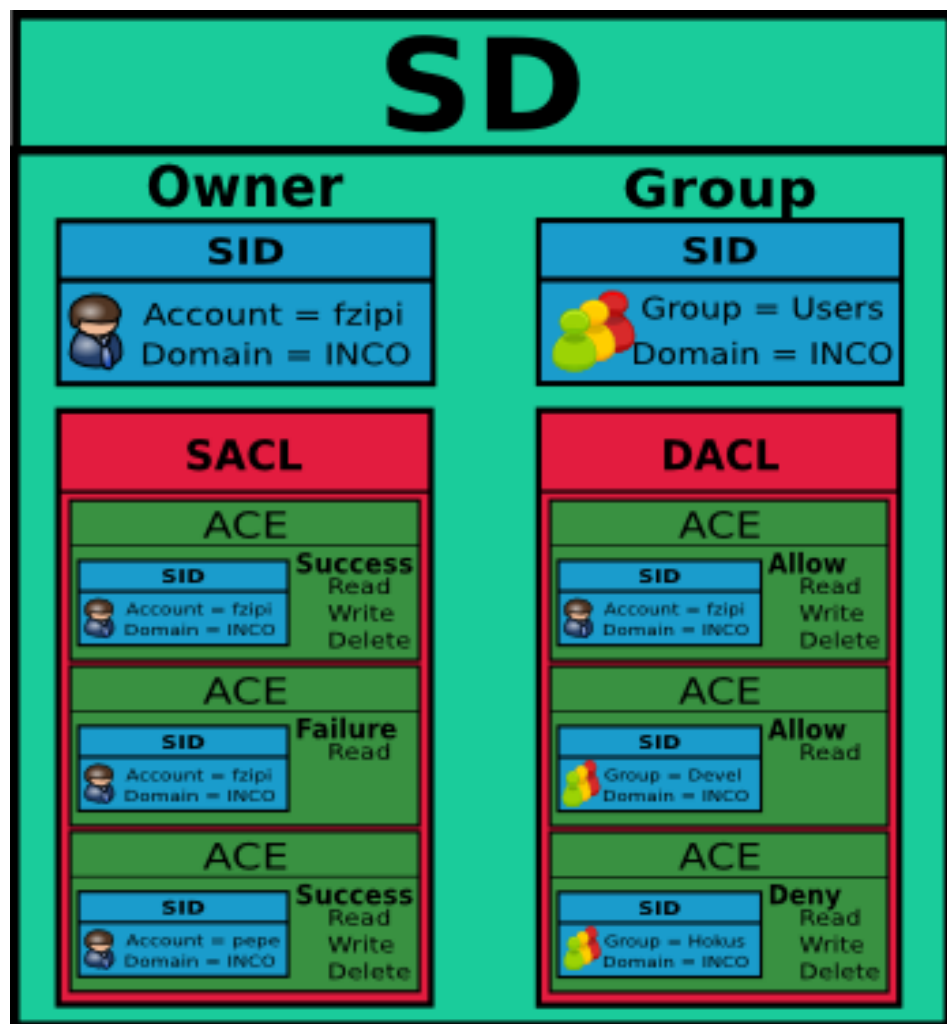 SD
Owner
SID
Account = fzipi
Domain = INCO
Group
SID
Group = Users
Domain = INCO
SACL
ACE
SID
Account = fzipi
Domain = INCO
Success
Read
Write
Delete
ACE
SID
Account = fzipi
Domain = INCO
Failure
Read
ACE
SID
Account = pepe
Domain = INCO
Success
Read
Write
Delete
DACL
ACE
SID
Account = fzipi
Domain = INCO
Allow
Read
Write
Delete
ACE
SID
Group = Devel
Domain = INCO
Allow
Read
ACE
SID
Group = Hokus
Domain = INCO
Deny
Read
Write
Delete